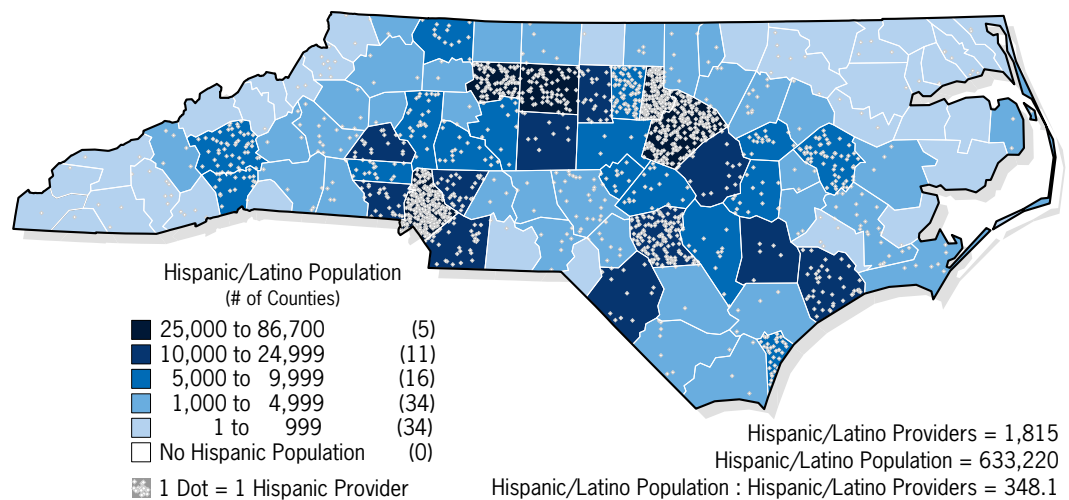 Hispanic/Latino Population
(# of Counties)
25,000 to 86,700 (5)
10,000 to 24,999 (11)
5,000 to 9,999 (16)
1,000 to 4,999 (34)
1 to 999 (34)
No Hispanic Population (0)
1 Dot = 1 Hispanic Provider
Hispanic/Latino Providers = 1,815
Hispanic/Latino Population = 633,220
Hispanic/Latino Population : Hispanic/Latino Providers = 348.1